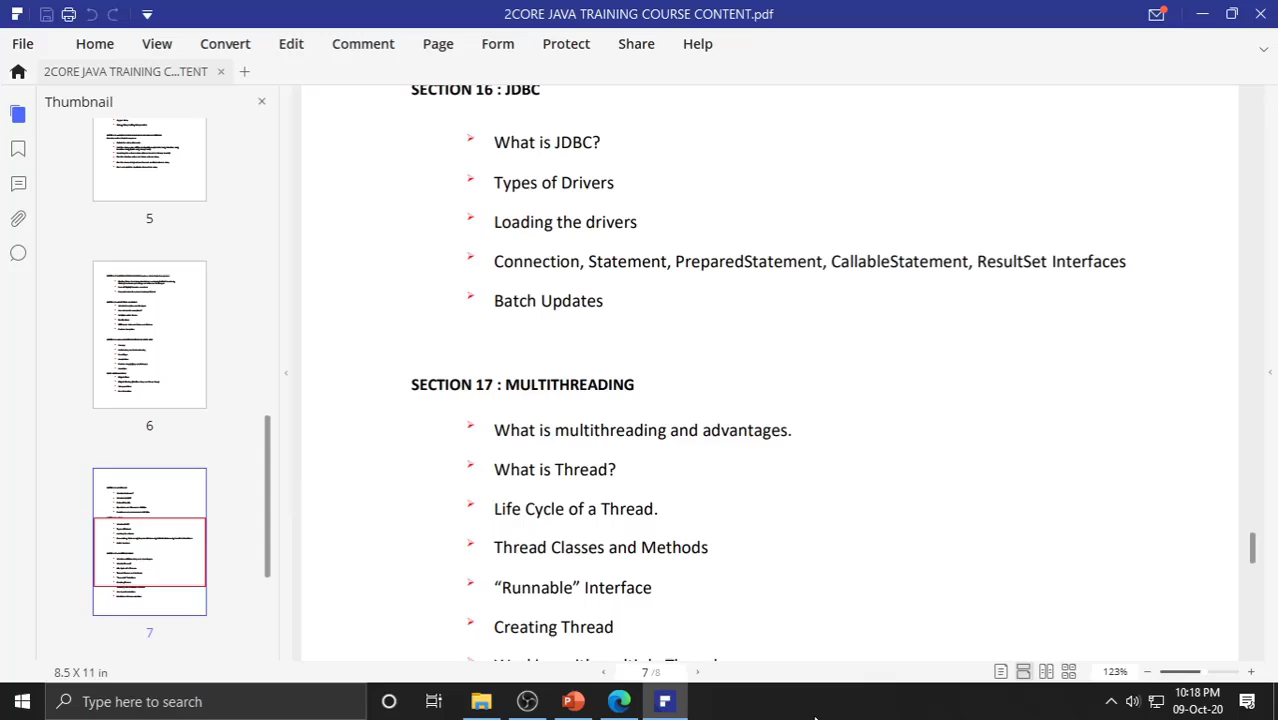 2CORE JAVA TRAINING COURSE CONTENT.pdf
File Home View Convert Edit Comment Page Form Protect Share Help
2CORE JAVA TRAINING C...TENT
Thumbnail
5
6
7
SECTION 16 : JDBC
What is JDBC?
Types of Drivers
Loading the drivers
Connection, Statement, PreparedStatement, CallableStatement, ResultSet Interfaces
Batch Updates
SECTION 17 : MULTITHREADING
What is multithreading and advantages.
What is Thread?
Life Cycle of a Thread.
Thread Classes and Methods
“Runnable” Interface
Creating Thread
8.5 X 11 in
7 /8
123%
Type here to search
10:18 PM
09-Oct-20